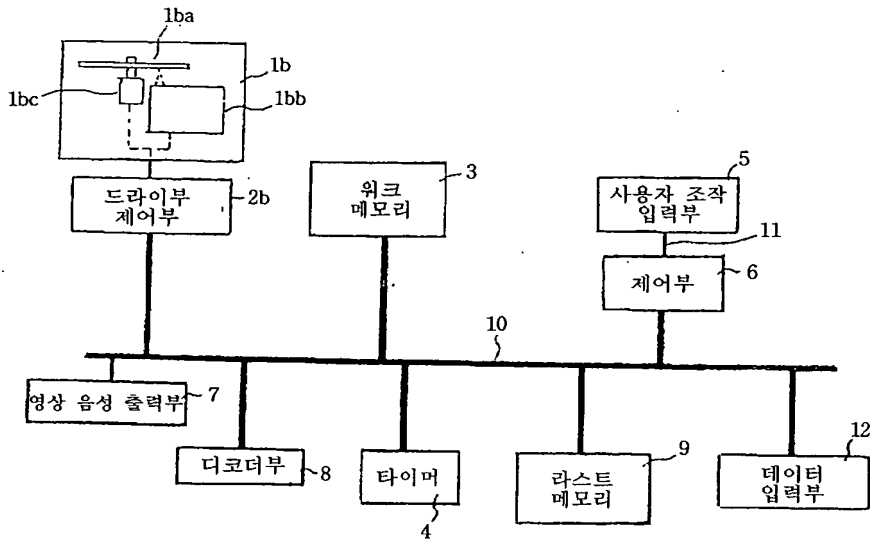 1ba
1b
1bc
1bb
드라이부
제어부
2b
워크
메모리
3
사용자 조작
입력부
5
11
제어부
6
10
영상 음성 출력부
7
디코더부
8
타이머
4
라스트
메모리
9
데이터
입력부
12